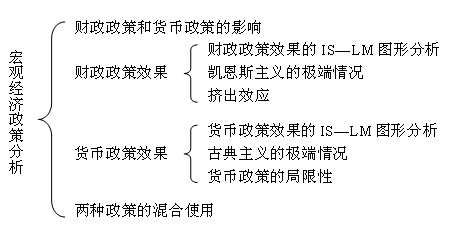 宏观经济政策分析
财政政策和货币政策的影响
财政政策效果
财政政策效果的IS—LM图形分析
凯恩斯主义的极端情况
挤出效应
货币政策效果
货币政策效果的IS—LM图形分析
古典主义的极端情况
货币政策的局限性
两种政策的混合使用